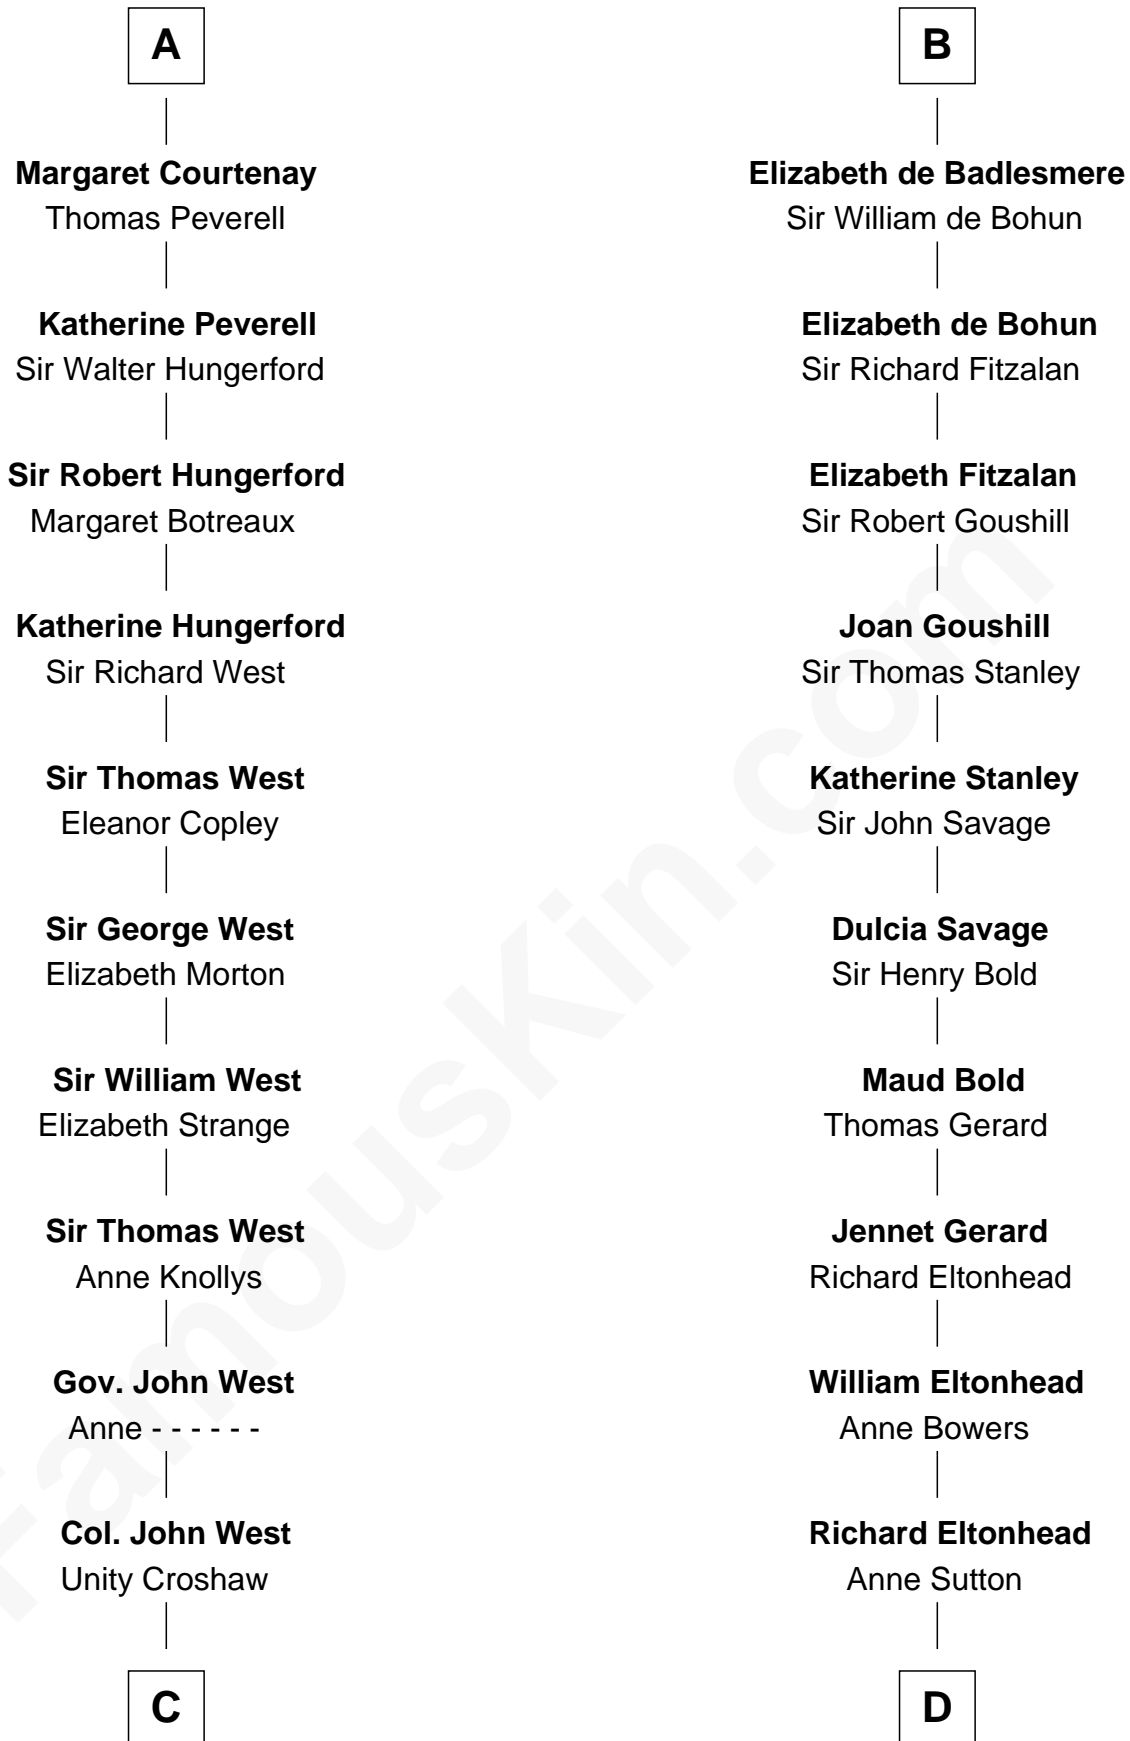 A
Margaret Courtenay
Thomas Peverell
Katherine Peverell
Sir Walter Hungerford
Sir Robert Hungerford
Margaret Botreaux
Katherine Hungerford
Sir Richard West
Sir Thomas West
Eleanor Copley
Sir George West
Elizabeth Morton
Sir William West
Elizabeth Strange
Sir Thomas West
Anne Knollys
Gov. John West
Anne - - - - - -
Col. John West
Unity Croshaw
C
B
Elizabeth de Badlesmere
Sir William de Bohun
Elizabeth de Bohun
Sir Richard Fitzalan
Elizabeth Fitzalan
Sir Robert Goushill
Joan Goushill
Sir Thomas Stanley
Katherine Stanley
Sir John Savage
Dulcia Savage
Sir Henry Bold
Maud Bold
Thomas Gerard
Jennet Gerard
Richard Eltonhead
William Eltonhead
Anne Bowers
Richard Eltonhead
Anne Sutton
D
FamousKin.com